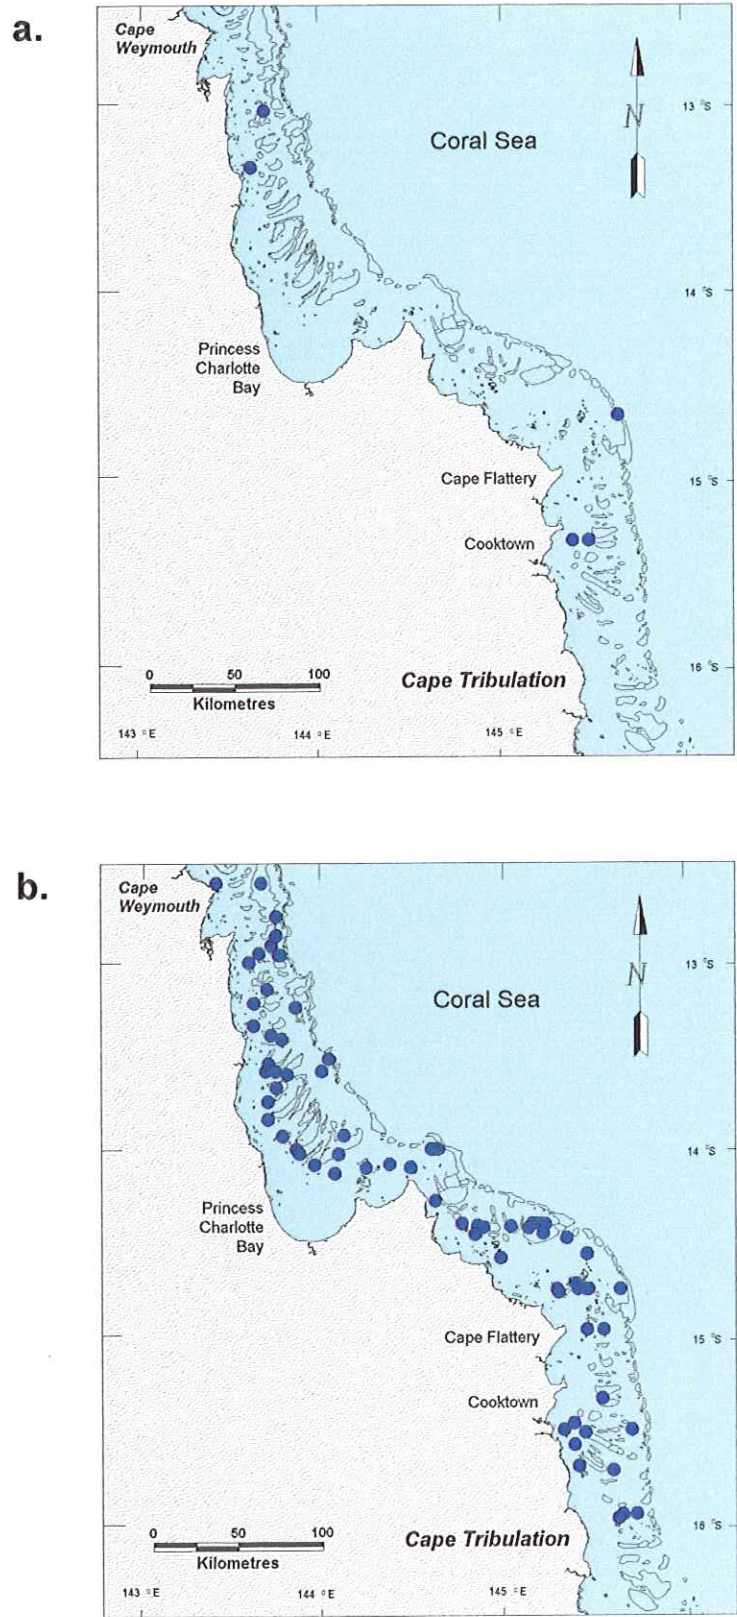 a.
Cape
Weymouth
Coral Sea
N
13 °S
14 °S
Princess
Charlotte
Bay
Cape Flattery
15 °S
Cooktown
16 °S
Cape Tribulation
0 50 100
Kilometres
143 °E 144 °E 145 °E
b.
Cape
Weymouth
Coral Sea
N
13 °S
14 °S
Princess
Charlotte
Bay
Cape Flattery
15 °S
Cooktown
16 °S
Cape Tribulation
0 50 100
Kilometres
143 °E 144 °E 145 °E